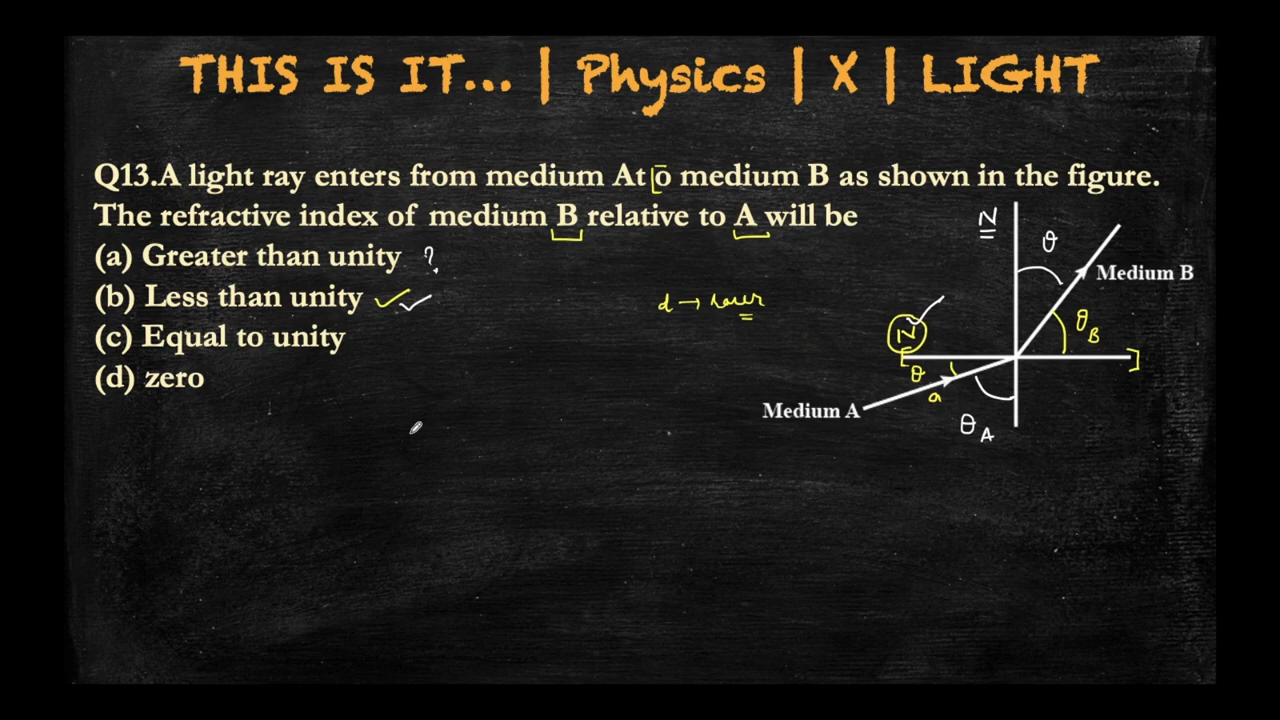 THIS IS IT... | Physics | X | LIGHT
Q13.A light ray enters from medium At o medium B as shown in the figure.
The refractive index of medium B relative to A will be
(a) Greater than unity ?
(b) Less than unity
(c) Equal to unity
(d) zero
N
θ
Medium B
d → rarer
N
θB
θ
a
Medium A
θA